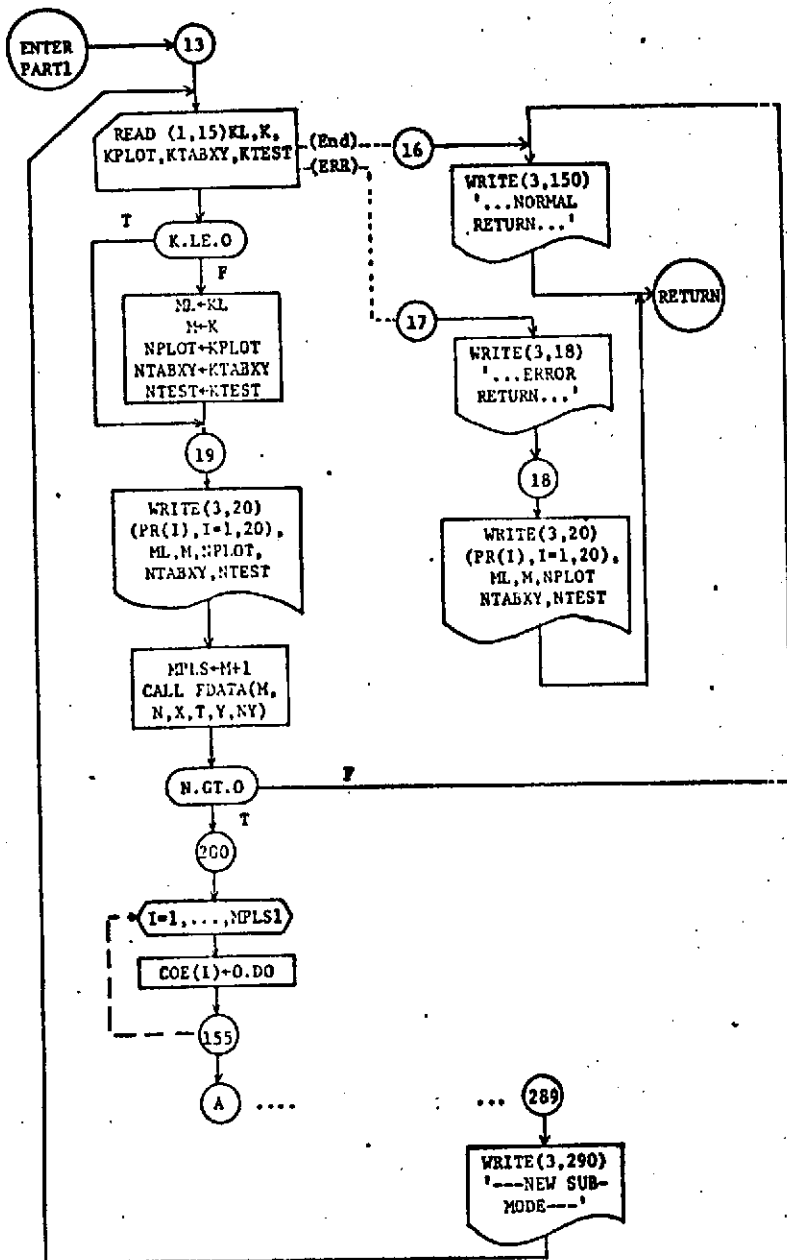 ENTER
PART1
13
READ (1,15)KL,K,
KPLOT,KTABXY,KTEST
(End)
(ERR)
16
WRITE(3,150)
'...NORMAL
RETURN...'
RETURN
T
K.LE.O
F
ML←KL
M←K
NPLOT←KPLOT
NTABXY←KTABXY
NTEST←KTEST
17
WRITE(3,18)
'...ERROR
RETURN...'
19
18
WRITE(3,20)
(PR(I),I=1,20),
ML,M,NPLOT,
NTABXY,NTEST
WRITE(3,20)
(PR(I),I=1,20),
ML,M,NPLOT
NTABXY,NTEST
MPLS←M+1
CALL FDATA(M,
N,X,T,Y,NY)
N.GT.O
F
T
200
I=1,...,MPLS1
COE(I)←O.DO
155
A ....
... 289
WRITE(3,290)
'---NEW SUB-
MODE---'